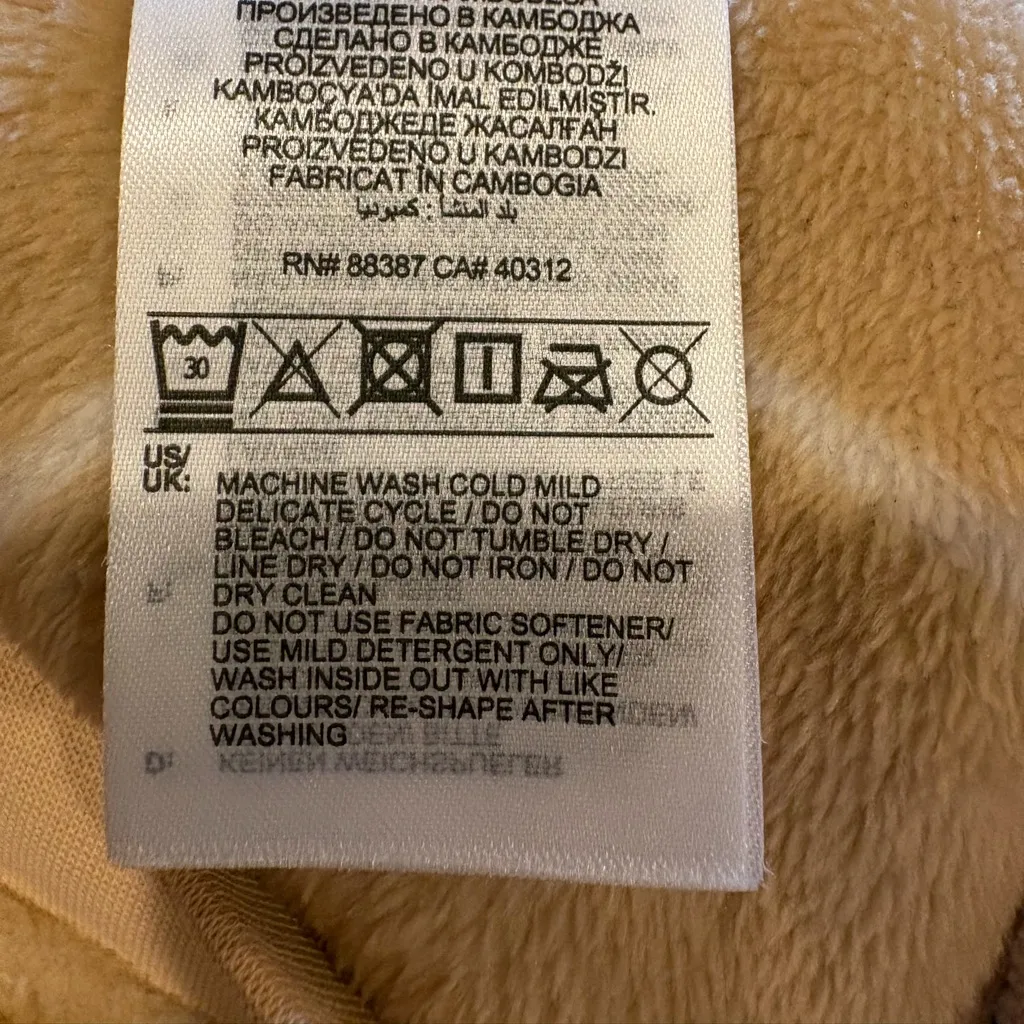 ПРОИЗВЕДЕНО В КАМБОДЖА
СДЕЛАНО В КАМБОДЖЕ
PROIZVEDENO U KOMBODŽI
KAMBOÇYA'DA İMAL EDİLMİŞTİR.
КАМБОДЖЕДЕ ЖАСАЛҒАН
PROIZVEDENO U KAMBODZI
FABRICAT ÎN CAMBOGIA
بلد المنشأ : كمبوديا
RN# 88387 CA# 40312
30
US/
UK:
MACHINE WASH COLD MILD
DELICATE CYCLE / DO NOT
BLEACH / DO NOT TUMBLE DRY /
LINE DRY / DO NOT IRON / DO NOT
DRY CLEAN
DO NOT USE FABRIC SOFTENER/
USE MILD DETERGENT ONLY/
WASH INSIDE OUT WITH LIKE
COLOURS/ RE-SHAPE AFTER
WASHING